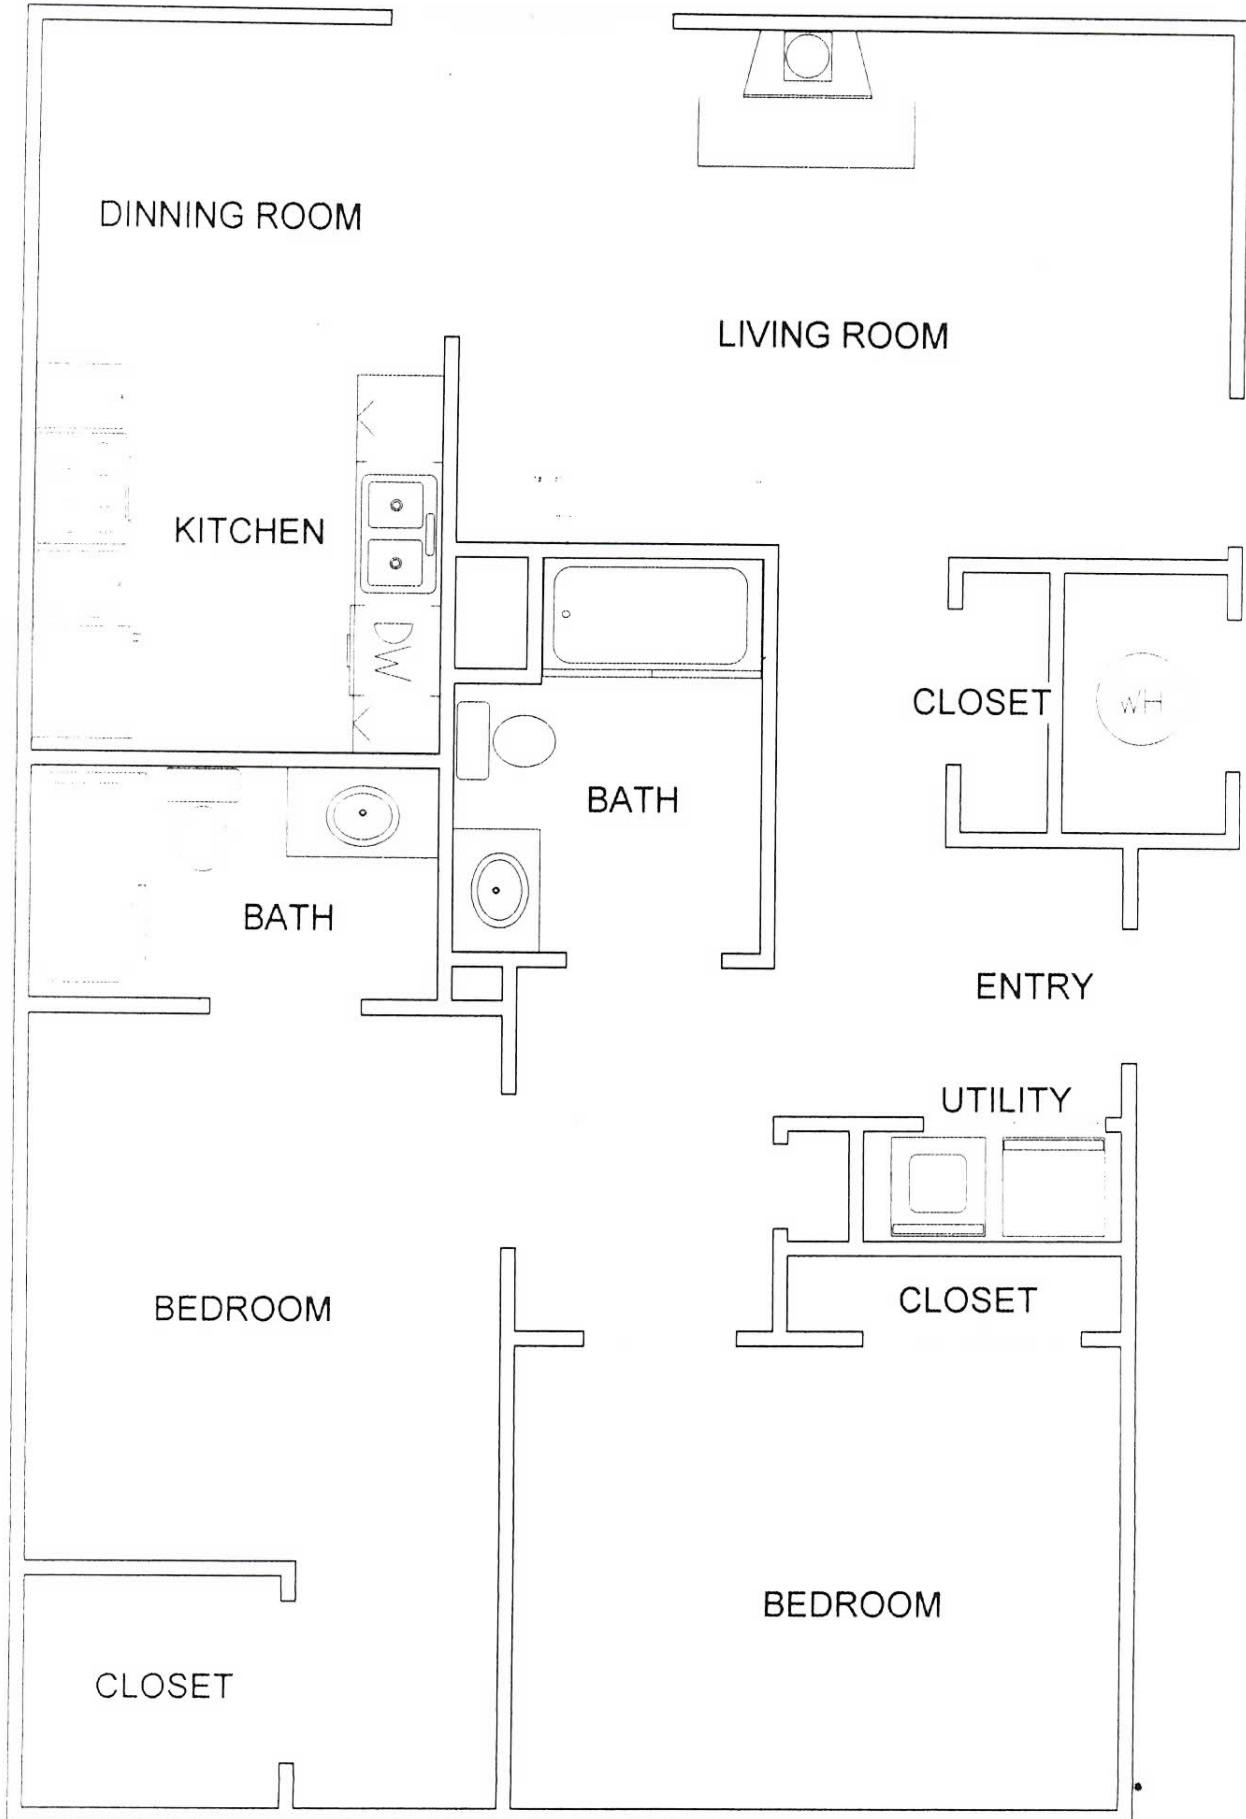 DINNING ROOM
LIVING ROOM
KITCHEN
DW
CLOSET
WH
BATH
BATH
ENTRY
UTILITY
CLOSET
BEDROOM
BEDROOM
CLOSET